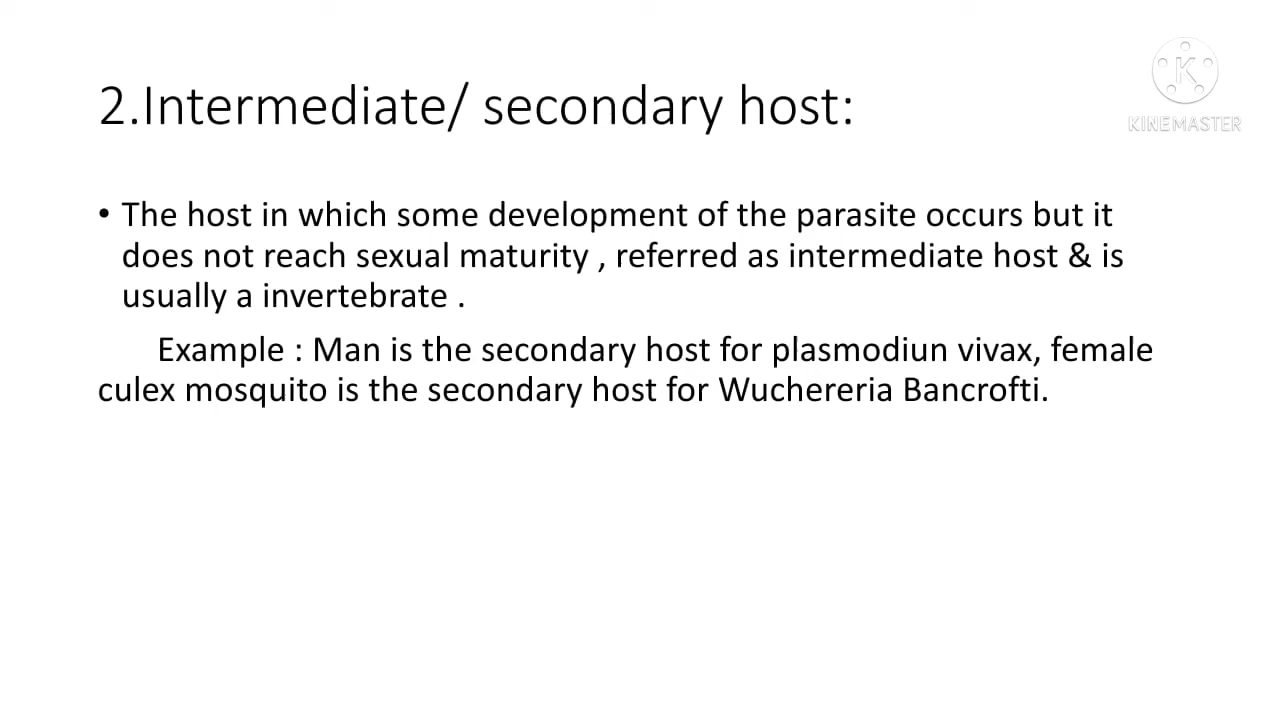 2.Intermediate/ secondary host:
KINEMASTER
• The host in which some development of the parasite occurs but it
does not reach sexual maturity , referred as intermediate host & is
usually a invertebrate .
Example : Man is the secondary host for plasmodiun vivax, female
culex mosquito is the secondary host for Wuchereria Bancrofti.